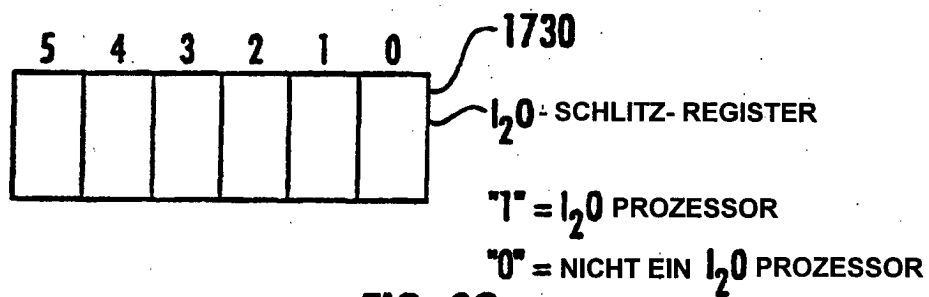 5 4 3 2 1 0
1730
I₂O - SCHLITZ- REGISTER
"1" = I₂O PROZESSOR
"0" = NICHT EIN I₂O PROZESSOR